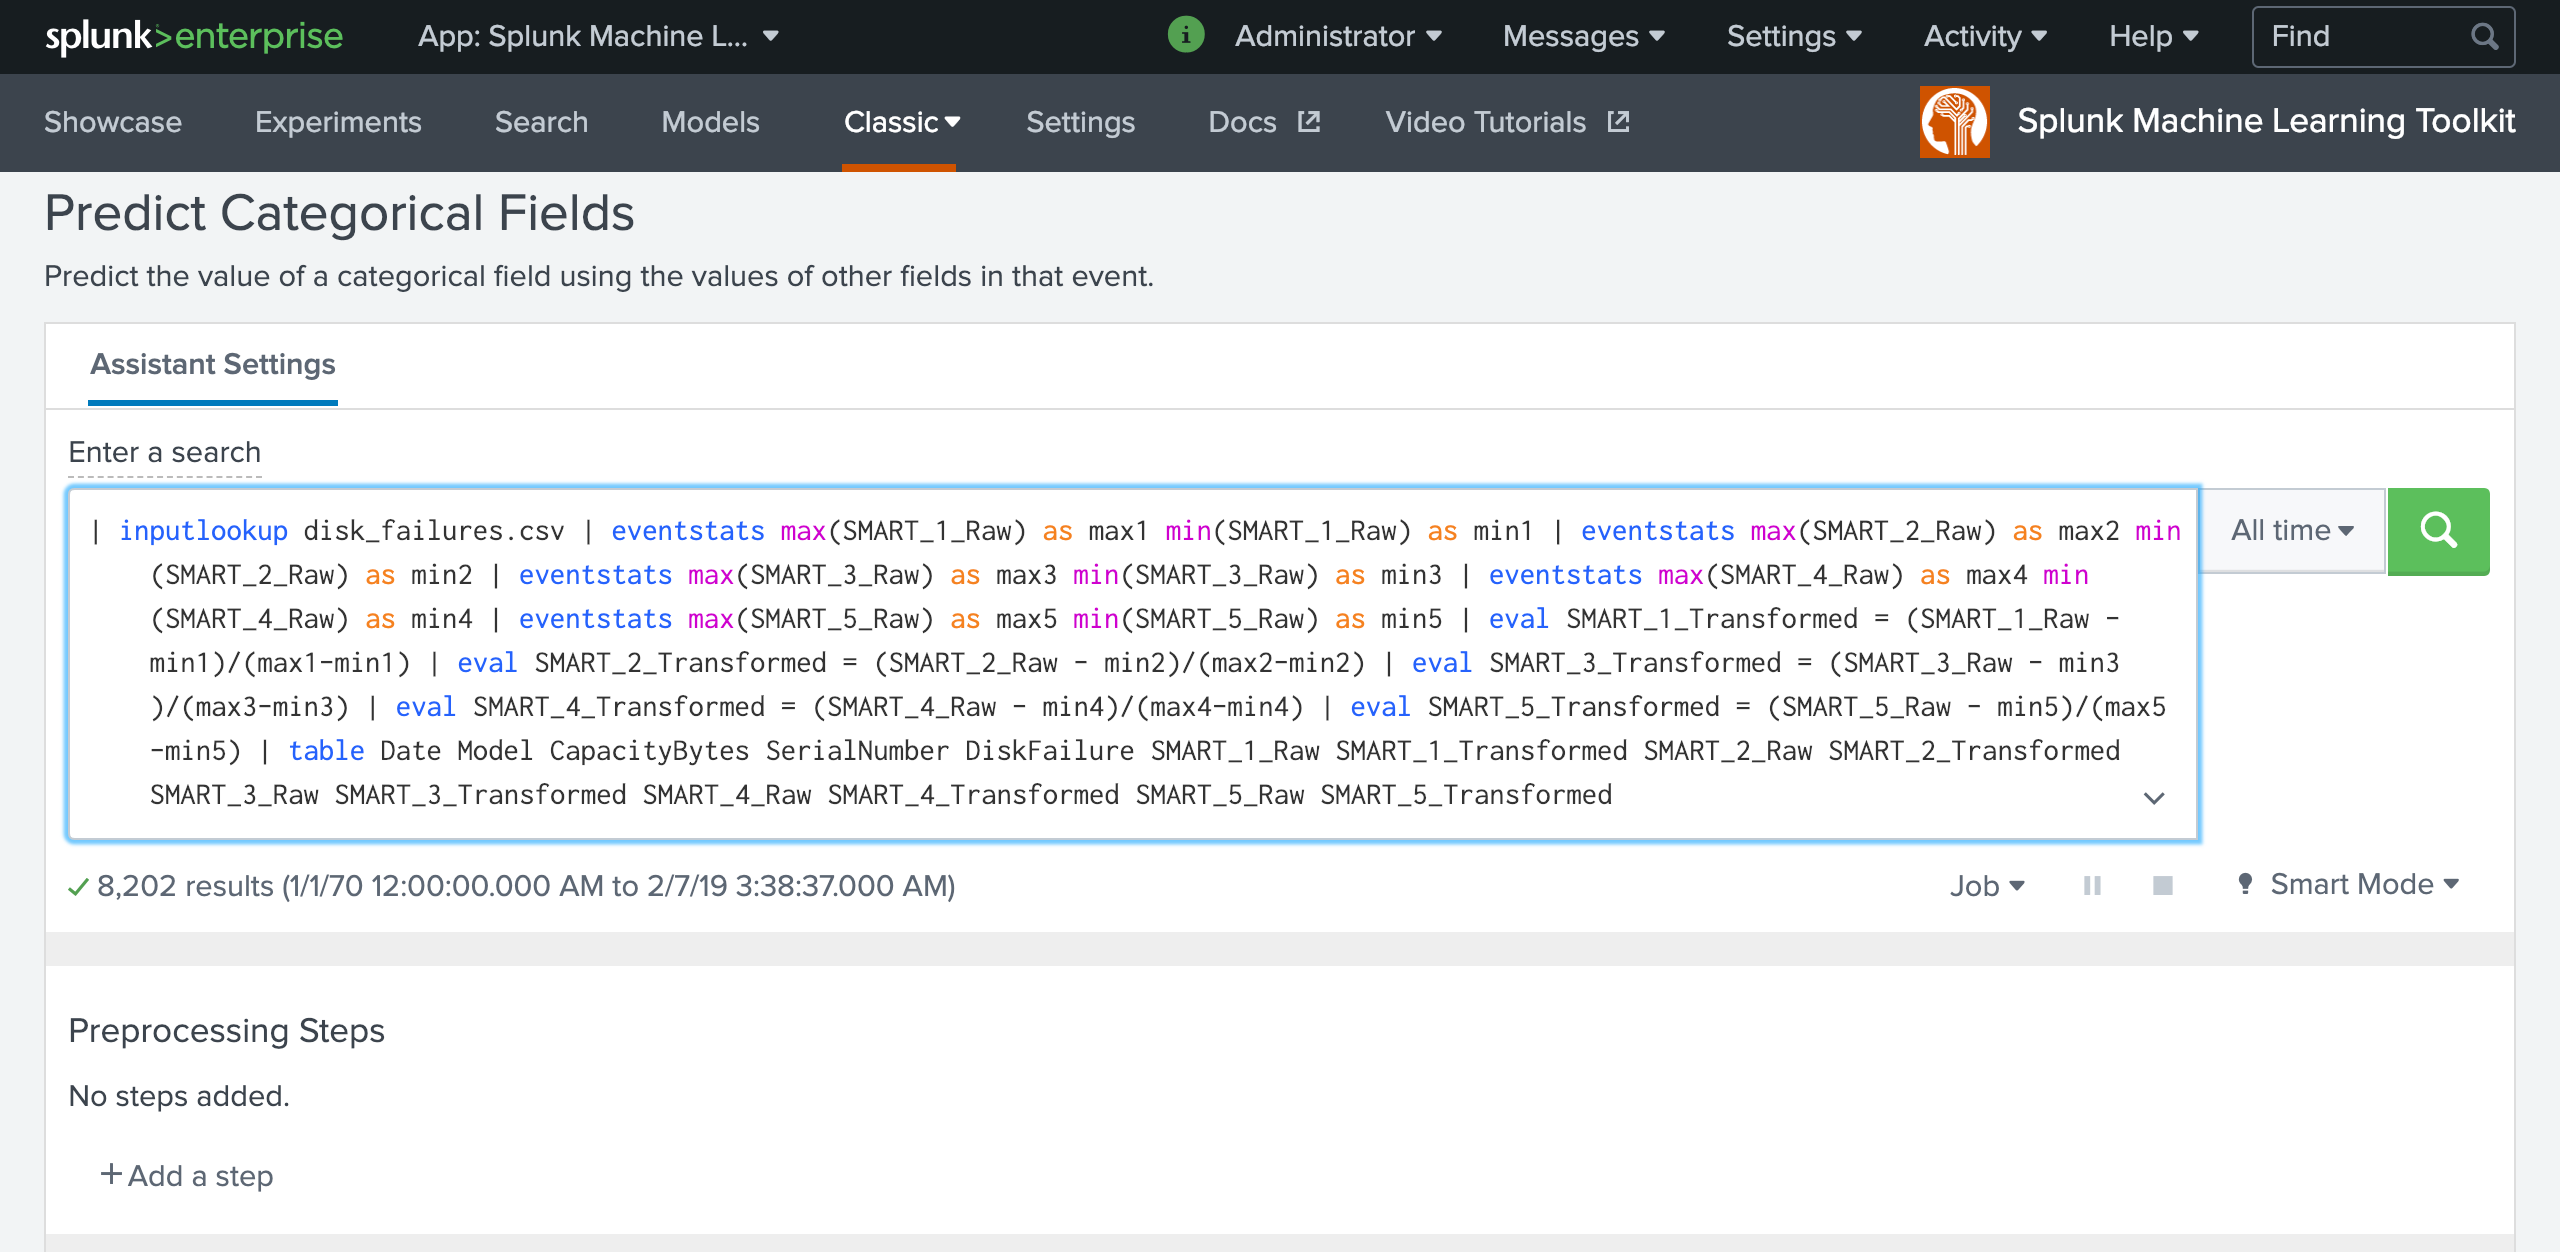 splunk>enterprise App: Splunk Machine L... i Administrator Messages Settings Activity Help Find
Showcase Experiments Search Models Classic Settings Docs Video Tutorials Splunk Machine Learning Toolkit
Predict Categorical Fields
Predict the value of a categorical field using the values of other fields in that event.
Assistant Settings
Enter a search
| inputlookup disk_failures.csv | eventstats max(SMART_1_Raw) as max1 min(SMART_1_Raw) as min1 | eventstats max(SMART_2_Raw) as max2 min
(SMART_2_Raw) as min2 | eventstats max(SMART_3_Raw) as max3 min(SMART_3_Raw) as min3 | eventstats max(SMART_4_Raw) as max4 min
(SMART_4_Raw) as min4 | eventstats max(SMART_5_Raw) as max5 min(SMART_5_Raw) as min5 | eval SMART_1_Transformed = (SMART_1_Raw -
min1)/(max1-min1) | eval SMART_2_Transformed = (SMART_2_Raw - min2)/(max2-min2) | eval SMART_3_Transformed = (SMART_3_Raw - min3
)/(max3-min3) | eval SMART_4_Transformed = (SMART_4_Raw - min4)/(max4-min4) | eval SMART_5_Transformed = (SMART_5_Raw - min5)/(max5
-min5) | table Date Model CapacityBytes SerialNumber DiskFailure SMART_1_Raw SMART_1_Transformed SMART_2_Raw SMART_2_Transformed
SMART_3_Raw SMART_3_Transformed SMART_4_Raw SMART_4_Transformed SMART_5_Raw SMART_5_Transformed
All time
8,202 results (1/1/70 12:00:00.000 AM to 2/7/19 3:38:37.000 AM) Job Smart Mode
Preprocessing Steps
No steps added.
+ Add a step